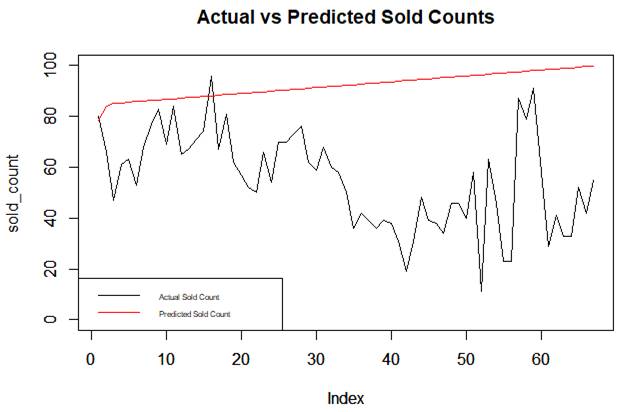 Actual vs Predicted Sold Counts
sold_count
100
80
60
40
20
0
Actual Sold Count
Predicted Sold Count
0 10 20 30 40 50 60
Index